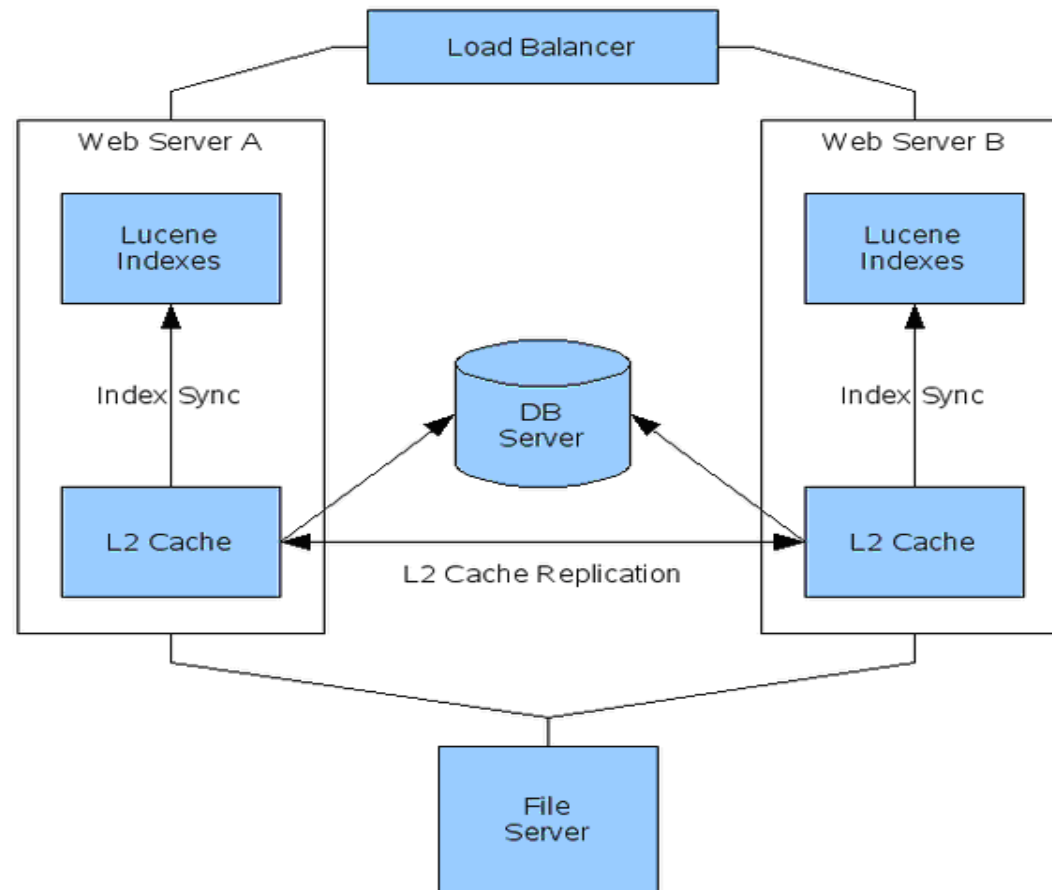 Load Balancer
Web Server A
Web Server B
Lucene
Indexes
Lucene
Indexes
Index Sync
DB
Server
Index Sync
L2 Cache
L2 Cache
L2 Cache Replication
File
Server